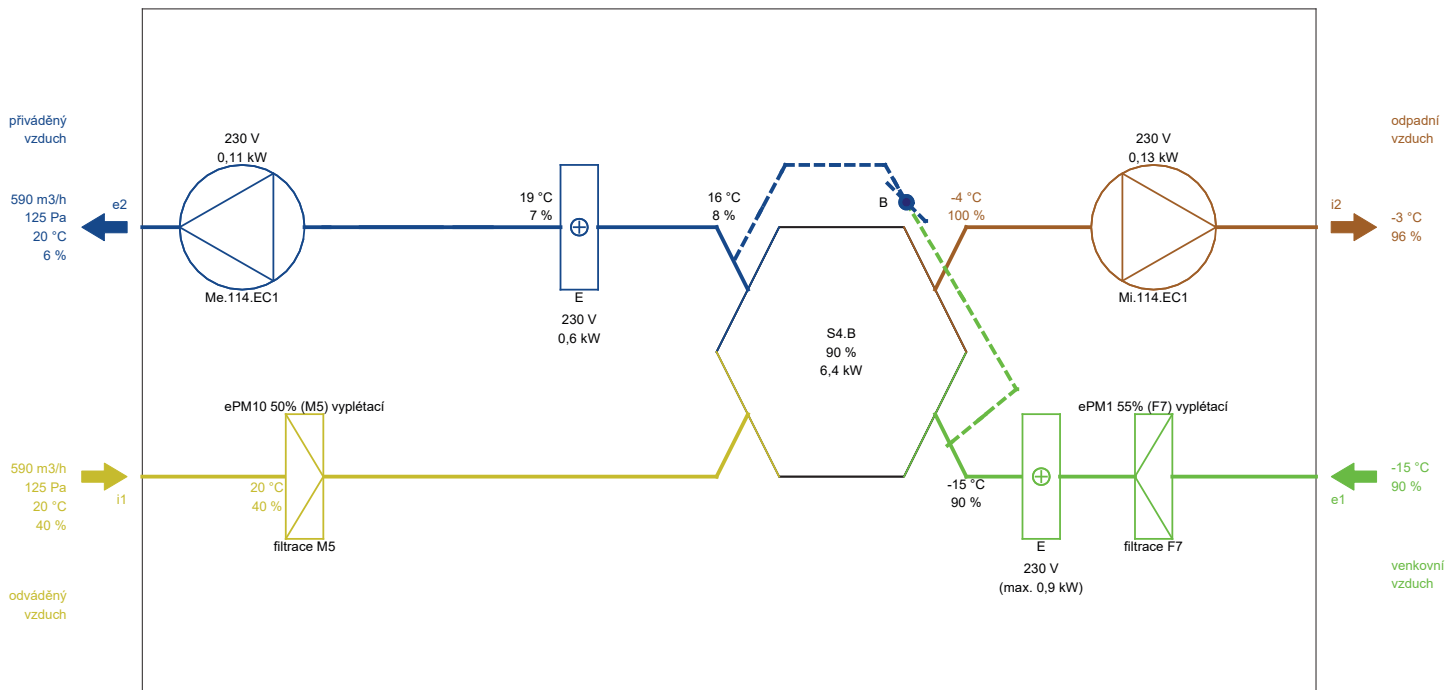 přiváděný
vzduch
590 m3/h
125 Pa
20 °C
6 %
e2
230 V
0,11 kW
Me.114.EC1
19 °C
7 %
E
230 V
0,6 kW
16 °C
8 %
B
-4 °C
100 %
230 V
0,13 kW
Mi.114.EC1
odpadní
vzduch
i2
-3 °C
96 %
S4.B
90 %
6,4 kW
ePM10 50% (M5) vyplétací
590 m3/h
125 Pa
20 °C
40 %
i1
20 °C
40 %
filtrace M5
odváděný
vzduch
-15 °C
90 %
E
230 V
(max. 0,9 kW)
ePM1 55% (F7) vyplétací
filtrace F7
-15 °C
90 %
e1
venkovní
vzduch